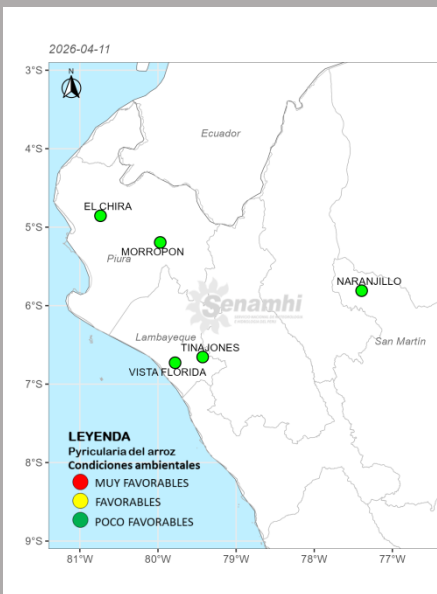 2026-04-11
N
3°S
Ecuador
4°S
EL CHIRA
5°S
MORROPON
Piura
NARANJILLO
6°S
Senamhi
Lambayeque
San Martín
TINAJONES
VISTA FLORIDA
7°S
LEYENDA
Pyricularia del arroz
Condiciones ambientales
MUY FAVORABLES
8°S
FAVORABLES
POCO FAVORABLES
9°S
81°W 80°W 79°W 78°W 77°W